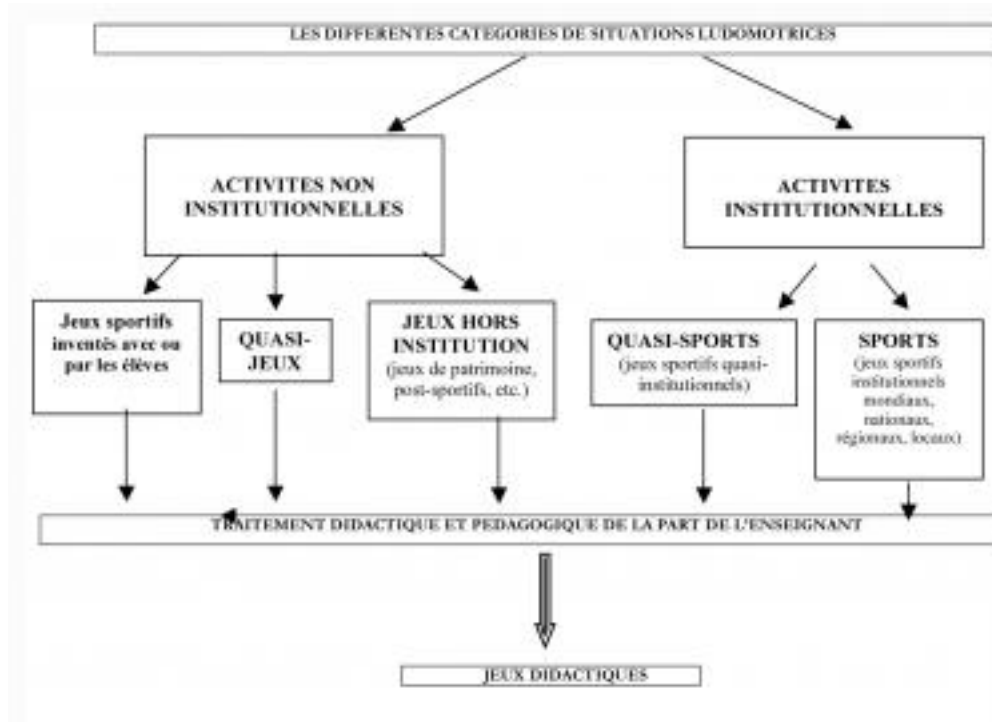 LES DIFFERENTES CATEGORIES DE SITUATIONS LUDOMOTRICES
ACTIVITES NON
INSTITUTIONNELLES
ACTIVITES
INSTITUTIONNELLES
Jeux sportifs
inventés avec ou
par les élèves
QUASI-
JEUX
JEUX HORS
INSTITUTION
(jeux de patrimoine,
post-sportifs, etc.)
QUASI-SPORTS
(jeux sportifs quasi-
institutionnels)
SPORTS
(jeux sportifs
institutionnels
mondiaux,
nationaux,
régionaux, locaux)
TRAITEMENT DIDACTIQUE ET PEDAGOGIQUE DE LA PART DE L'ENSEIGNANT
JEUX DIDACTIQUES